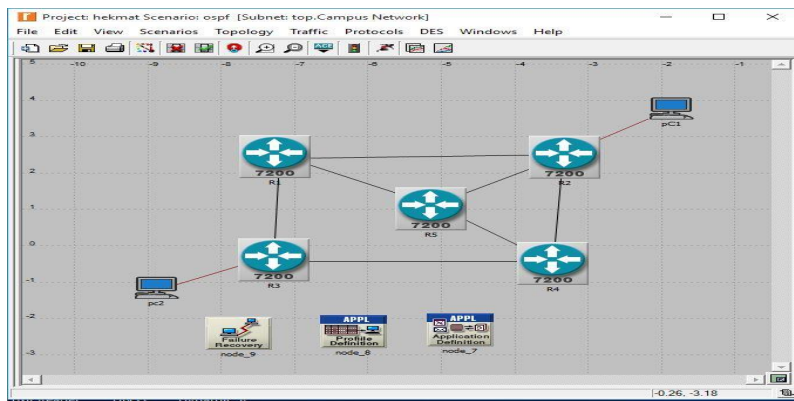 Project: hekmat Scenario: ospf [Subnet: top.Campus Network]
File Edit View Scenarios Topology Traffic Protocols DES Windows Help
5 -10 -9 -8 -7 -6 -5 -4 -3 -2 -1
4
pC1
3
7200
R1
7200
R2
2
1
7200
R5
0
7200
R3
7200
R4
-1
pc2
-2
Failure
Recovery
node_9
APPL
Profile
Definition
node_8
APPL
Application
Definition
node_7
-3
-0.26, -3.18